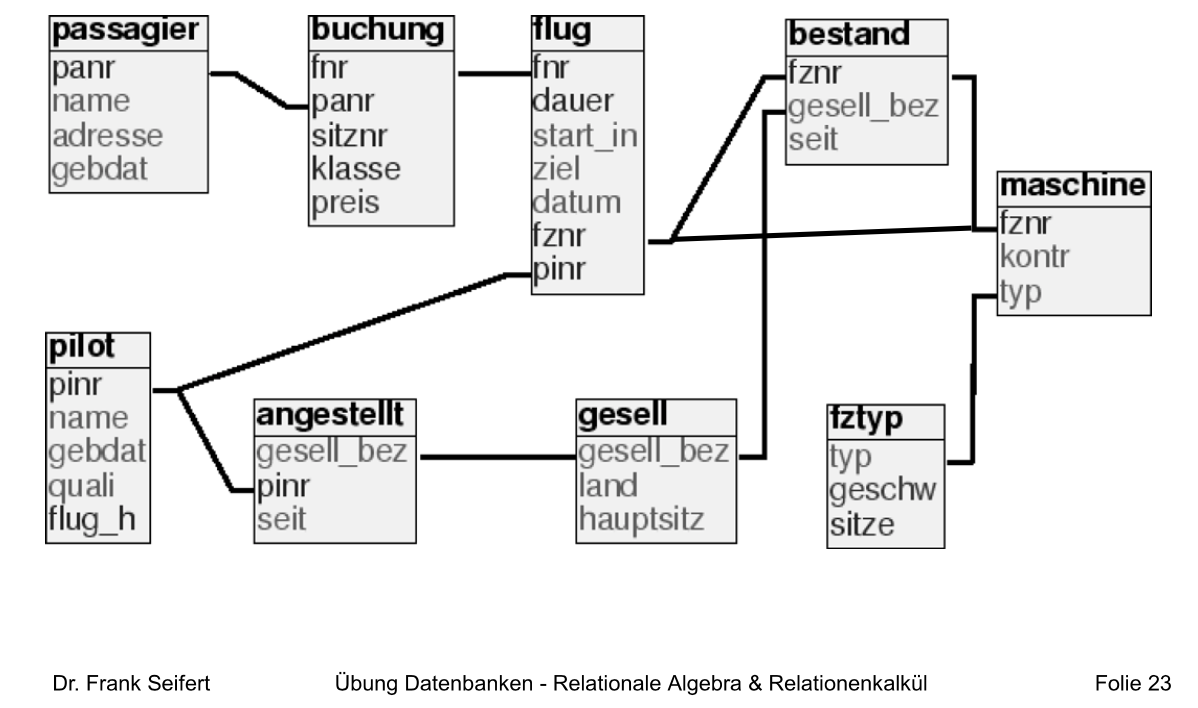 passagier
panr
name
adresse
gebdat
buchung
fnr
panr
sitznr
klasse
preis
flug
fnr
dauer
start_in
ziel
datum
fznr
pinr
bestand
fznr
gesell_bez
seit
maschine
fznr
kontr
typ
pilot
pinr
name
gebdat
quali
flug_h
angestellt
gesell_bez
pinr
seit
gesell
gesell_bez
land
hauptsitz
fztyp
typ
geschw
sitze
Dr. Frank Seifert
Übung Datenbanken - Relationale Algebra & Relationenkalkül
Folie 23